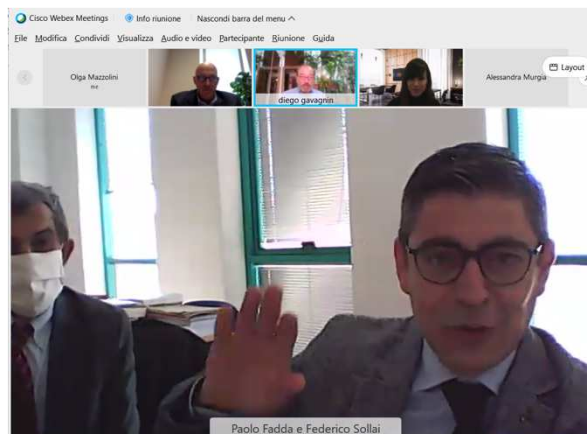 Cisco Webex Meetings Info riunione Nascondi barra del menu
File Modifica Condividi Visualizza Audio e video Partecipante Riunione Guida
Layout
Olga Mazzolini
me
diego gavagnin
Alessandra Murgia
Paolo Fadda e Federico Sollai